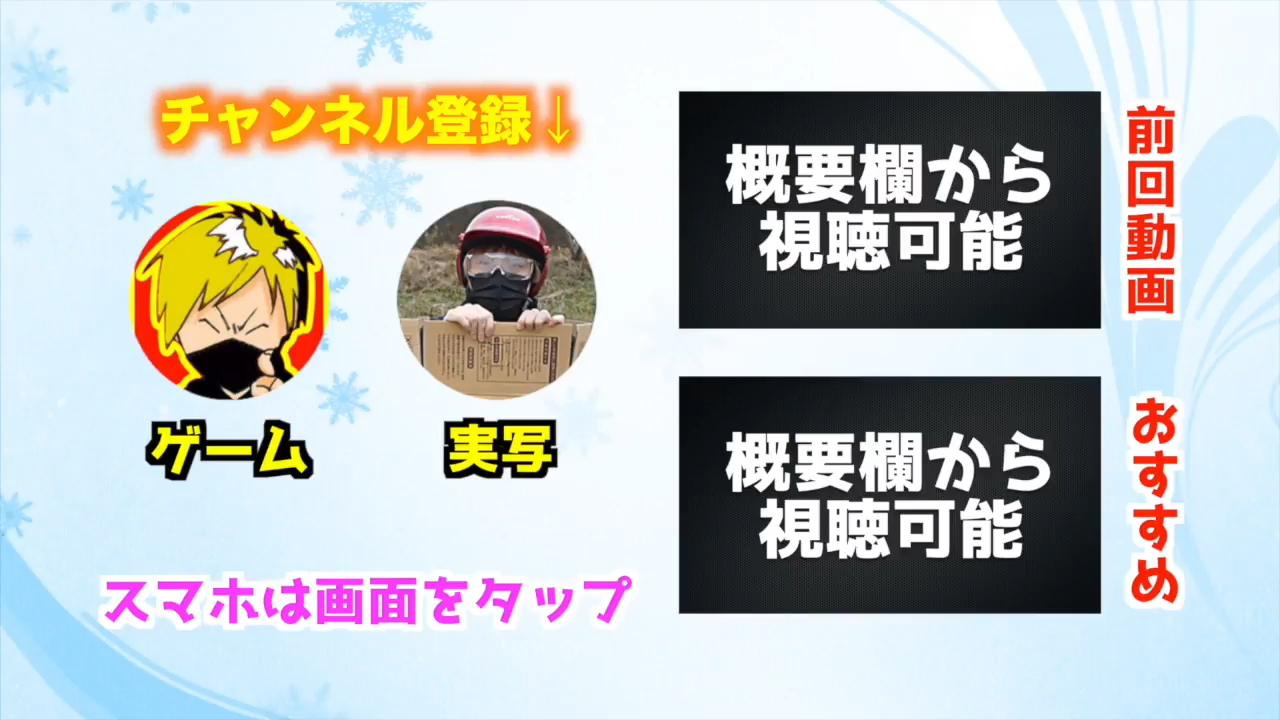 チャンネル登録↓
ゲーム
実写
スマホは画面をタップ
概要欄から
視聴可能
前回動画
概要欄から
視聴可能
おすすめ